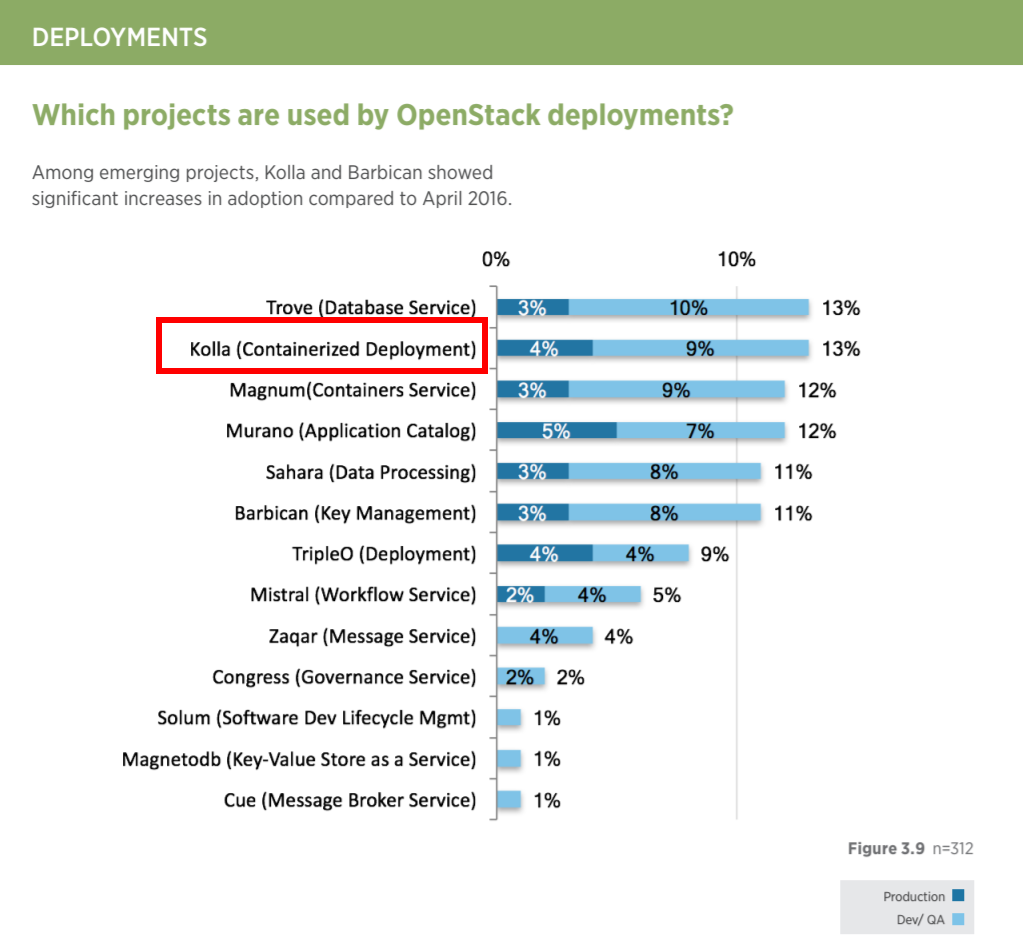 DEPLOYMENTS
Which projects are used by OpenStack deployments?
Among emerging projects, Kolla and Barbican showed
significant increases in adoption compared to April 2016.
0% 10%
Trove (Database Service) 3% 10% 13%
Kolla (Containerized Deployment) 4% 9% 13%
Magnum(Containers Service) 3% 9% 12%
Murano (Application Catalog) 5% 7% 12%
Sahara (Data Processing) 3% 8% 11%
Barbican (Key Management) 3% 8% 11%
TripleO (Deployment) 4% 4% 9%
Mistral (Workflow Service) 2% 4% 5%
Zaqar (Message Service) 4% 4%
Congress (Governance Service) 2% 2%
Solum (Software Dev Lifecycle Mgmt) 1%
Magnetodb (Key-Value Store as a Service) 1%
Cue (Message Broker Service) 1%
Figure 3.9 n=312
Production
Dev/ QA